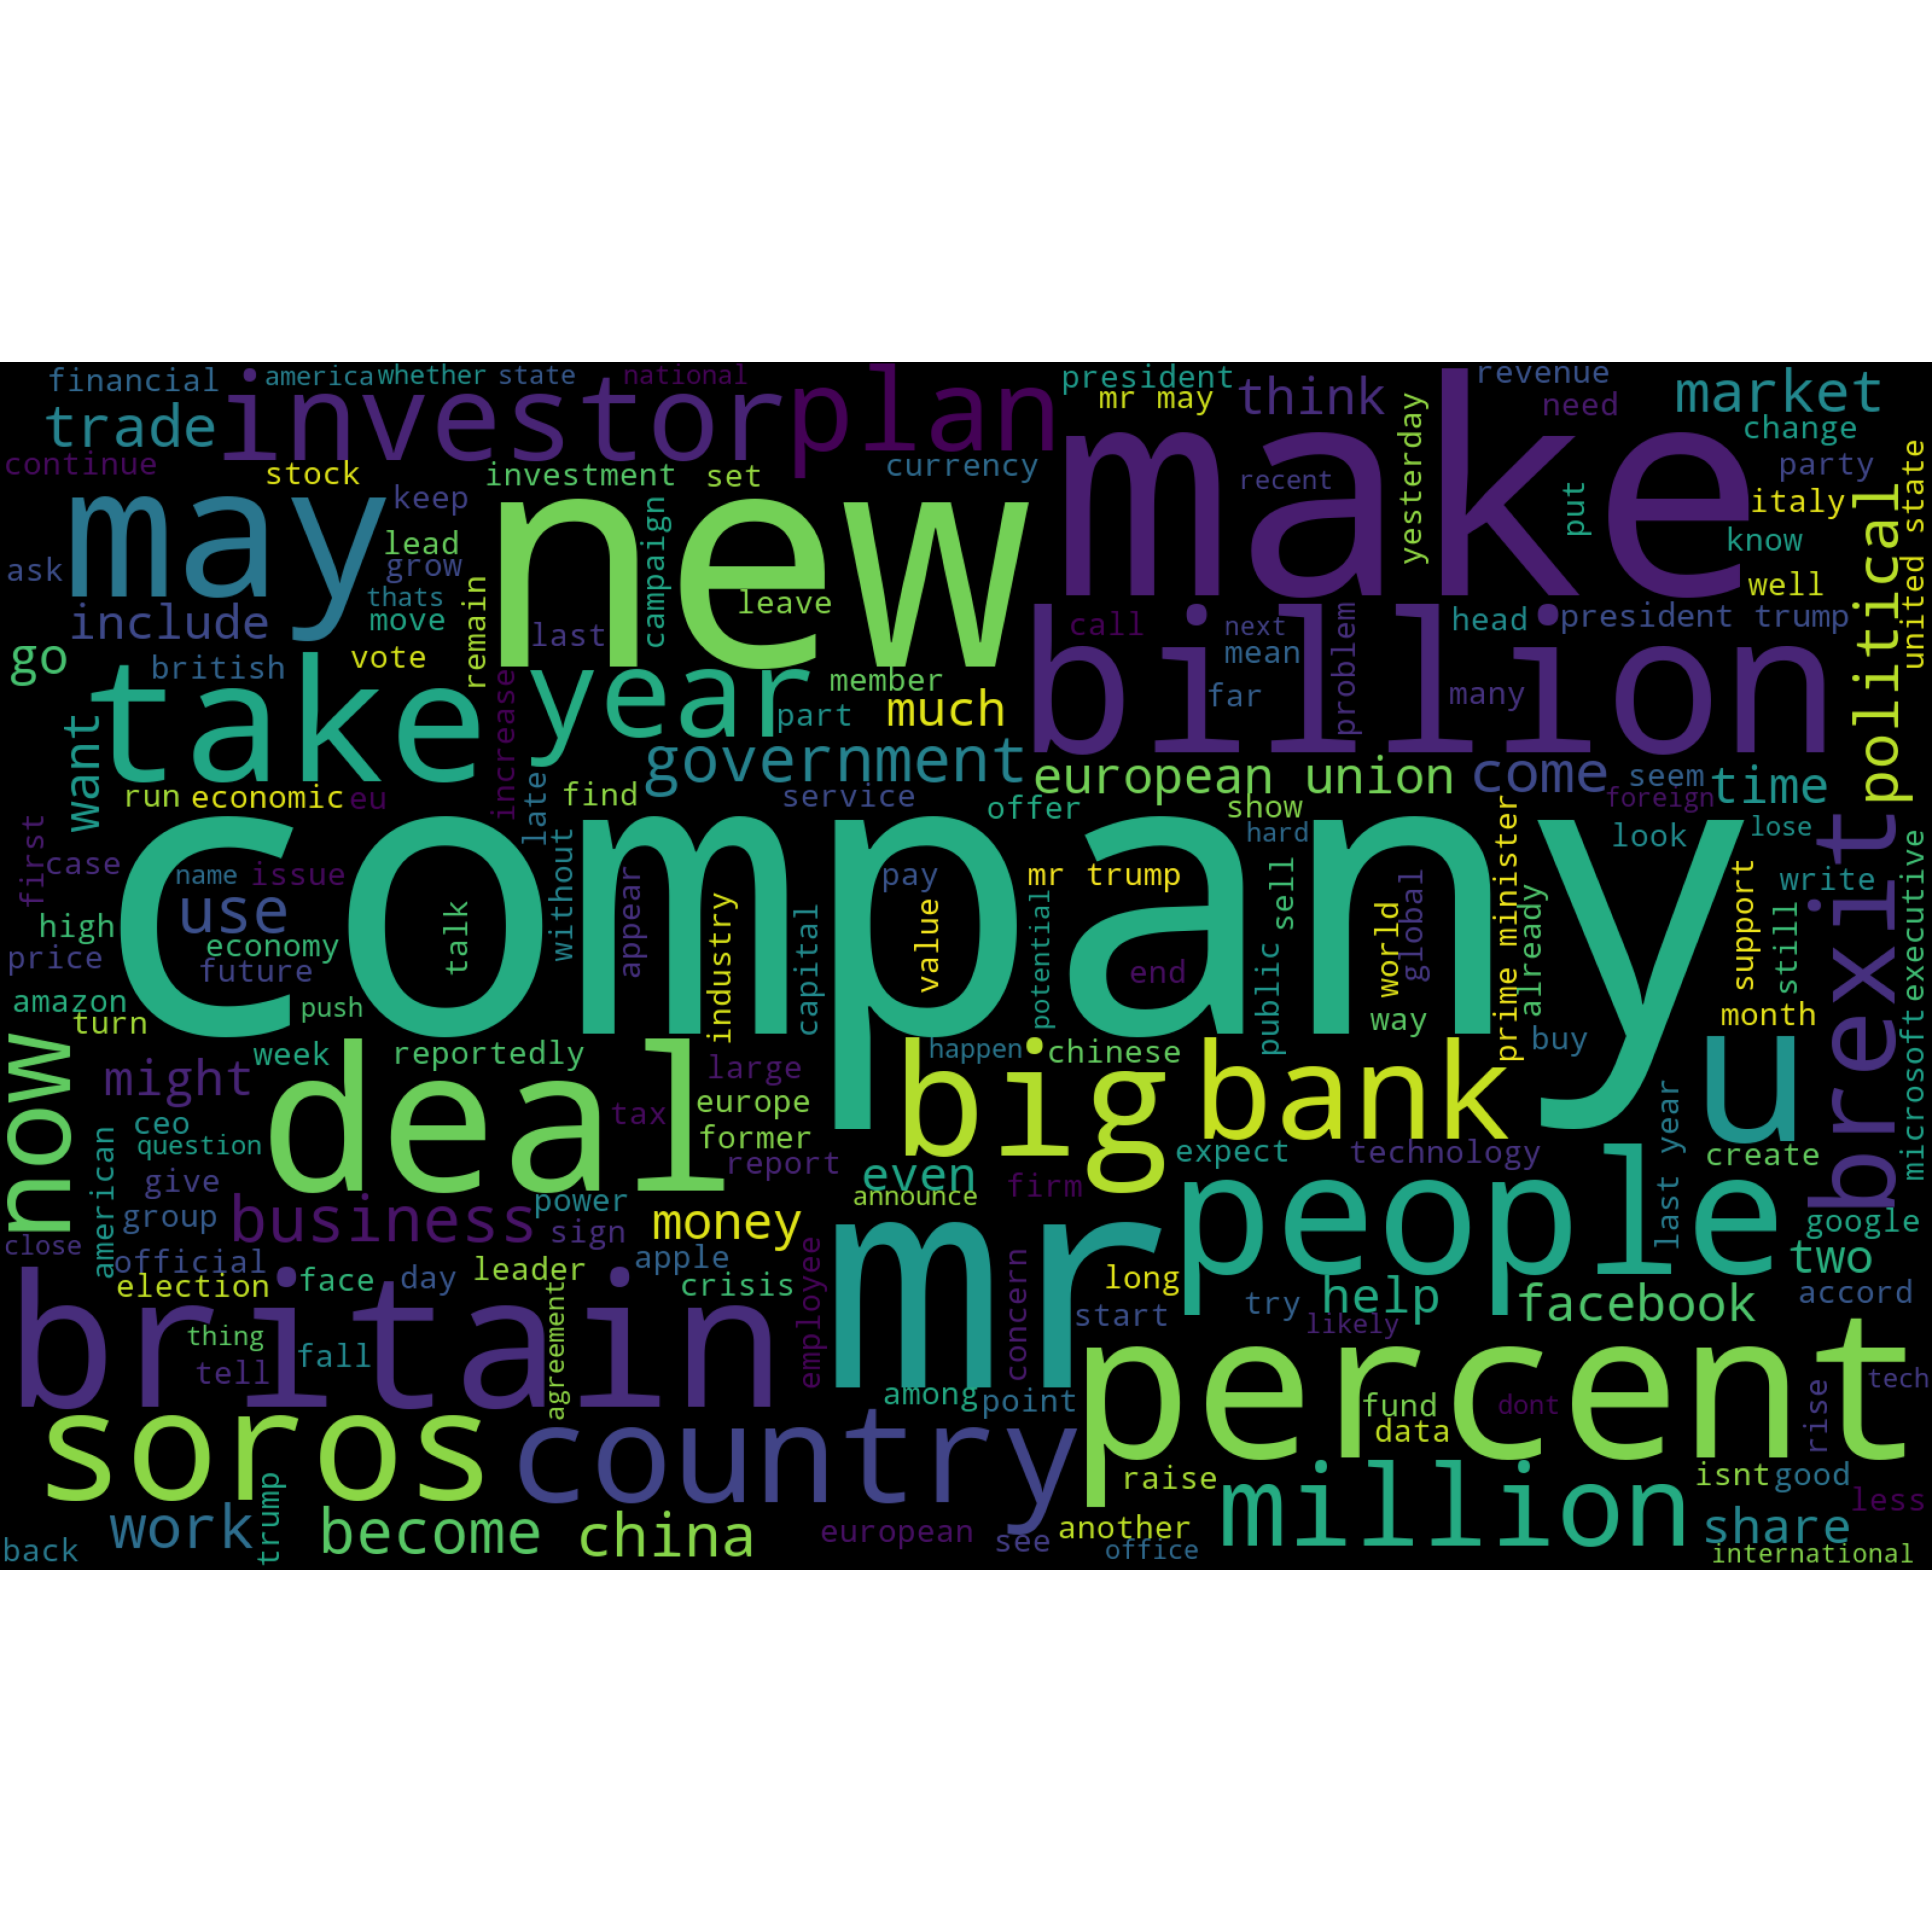 financial
america
whether
state
national
president
revenue
trade
investor
plan
mr may
think
need
market
change
continue
stock
investment
set
currency
recent
yesterday
party
may
keep
new
campaign
make
put
italy
political
united state
ask
lead
grow
know
include
thats
move
remain
last
leave
billion
call
next
mean
problem
head
well
president trump
go
british
vote
take
increase
year
member
part
much
far
many
want
government
european union
come
seem
time
run
economic
eu
late
find
service
offer
show
foreign
first
case
name
issue
company
without
appear
pay
mr trump
hard
sell
prime minister
look
lose
brexit
executive
high
use
economy
talk
industry
capital
value
potential
public
world
global
already
support
write
still
price
future
end
amazon
turn
push
way
month
microsoft
now
might
week
reportedly
deal
large
happen
chinese
big
bank
buy
u
american
ceo
question
tax
europe
former
report
even
expect
technology
last year
create
give
group
business
power
sign
money
announce
firm
people
google
close
official
apple
mr
two
election
face
day
leader
crisis
employee
concern
long
start
try
help
facebook
accord
britain
thing
tell
fall
agreement
likely
percent
tech
among
point
fund
data
dont
rise
soros
country
raise
million
isnt
good
less
back
work
trump
become
china
european
see
another
office
share
international